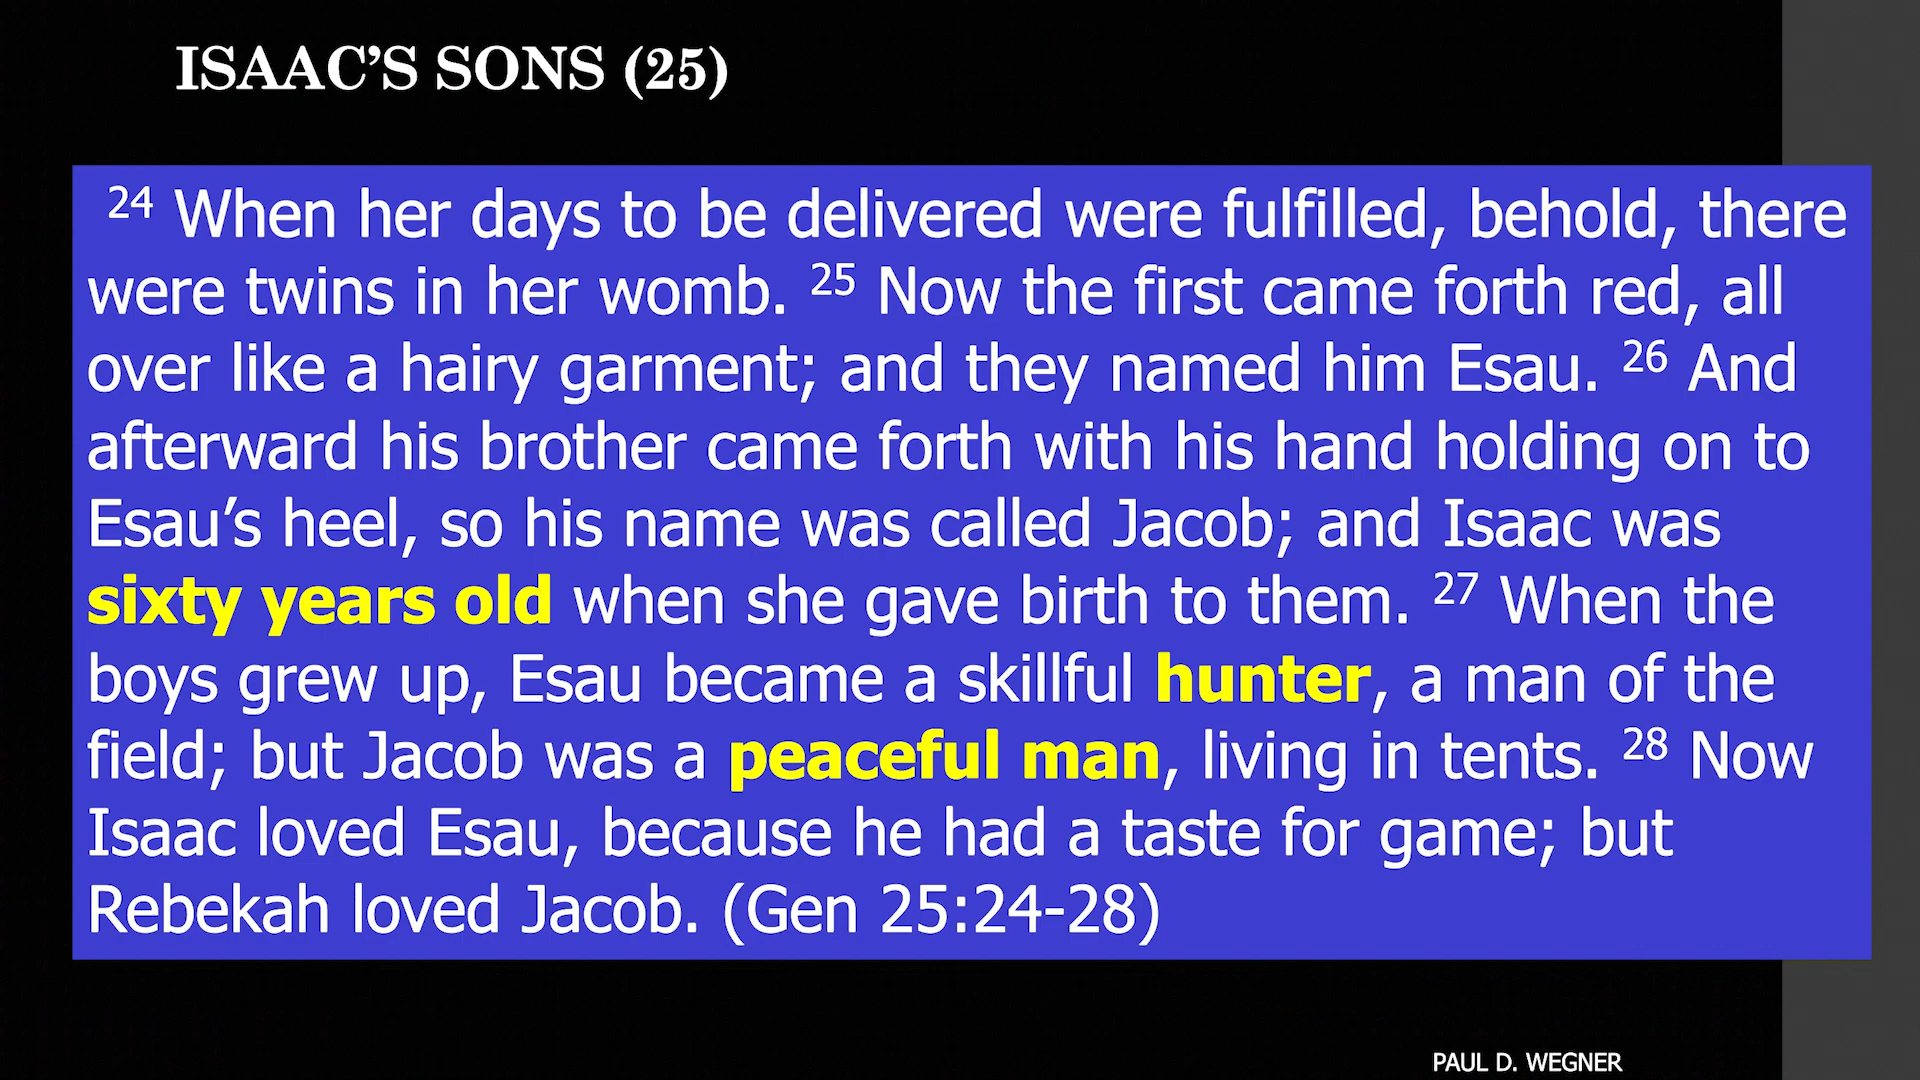 ISAAC’S SONS (25)
24 When her days to be delivered were fulfilled, behold, there
were twins in her womb. 25 Now the first came forth red, all
over like a hairy garment; and they named him Esau. 26 And
afterward his brother came forth with his hand holding on to
Esau’s heel, so his name was called Jacob; and Isaac was
sixty years old when she gave birth to them. 27 When the
boys grew up, Esau became a skillful hunter, a man of the
field; but Jacob was a peaceful man, living in tents. 28 Now
Isaac loved Esau, because he had a taste for game; but
Rebekah loved Jacob. (Gen 25:24-28)
PAUL D. WEGNER